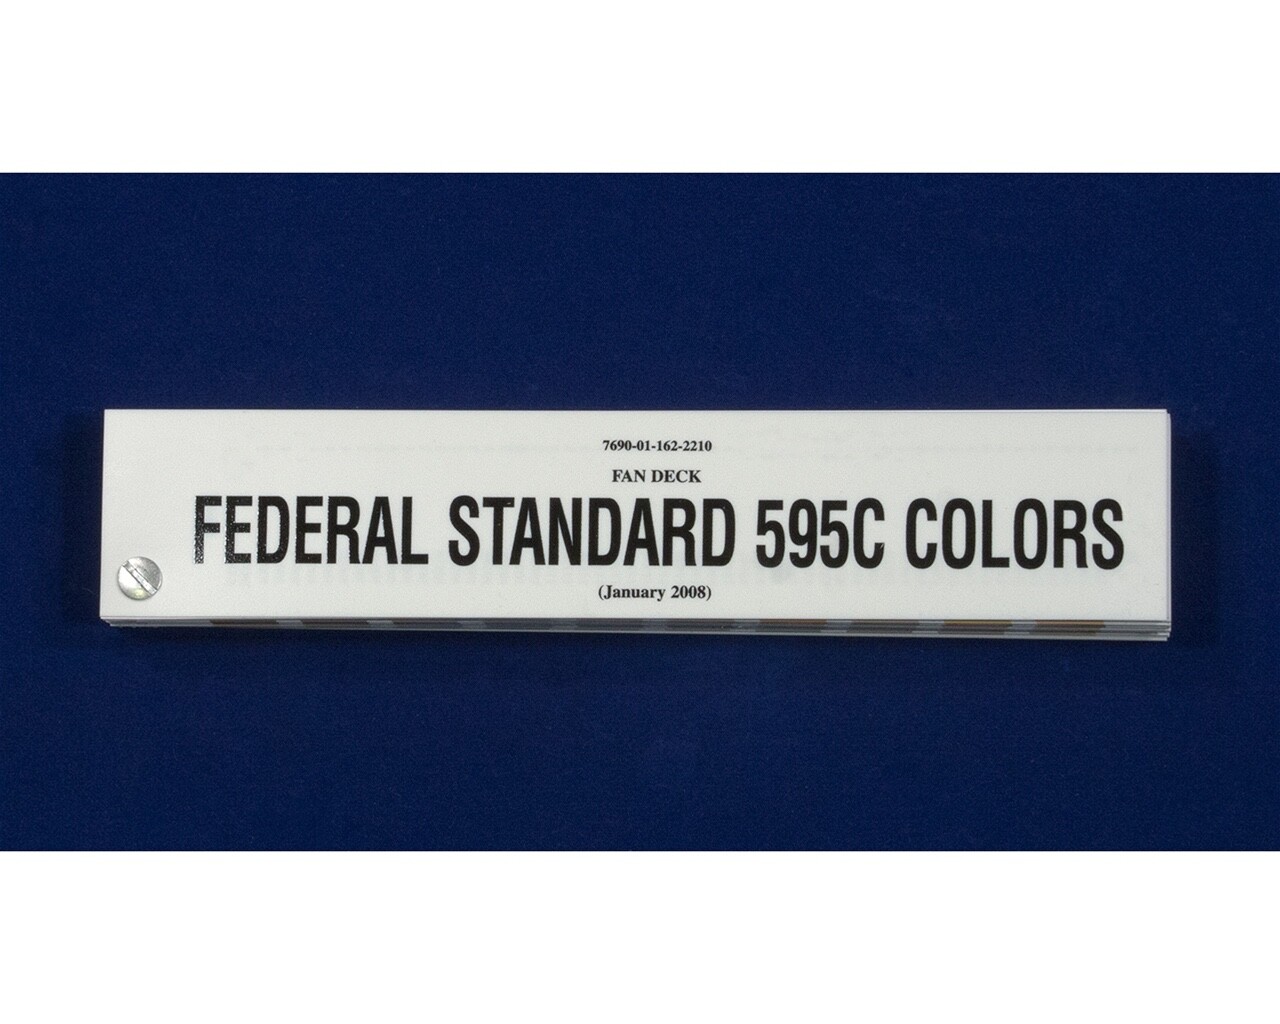 7690-01-162-2210
FAN DECK
FEDERAL STANDARD 595C COLORS
(January 2008)